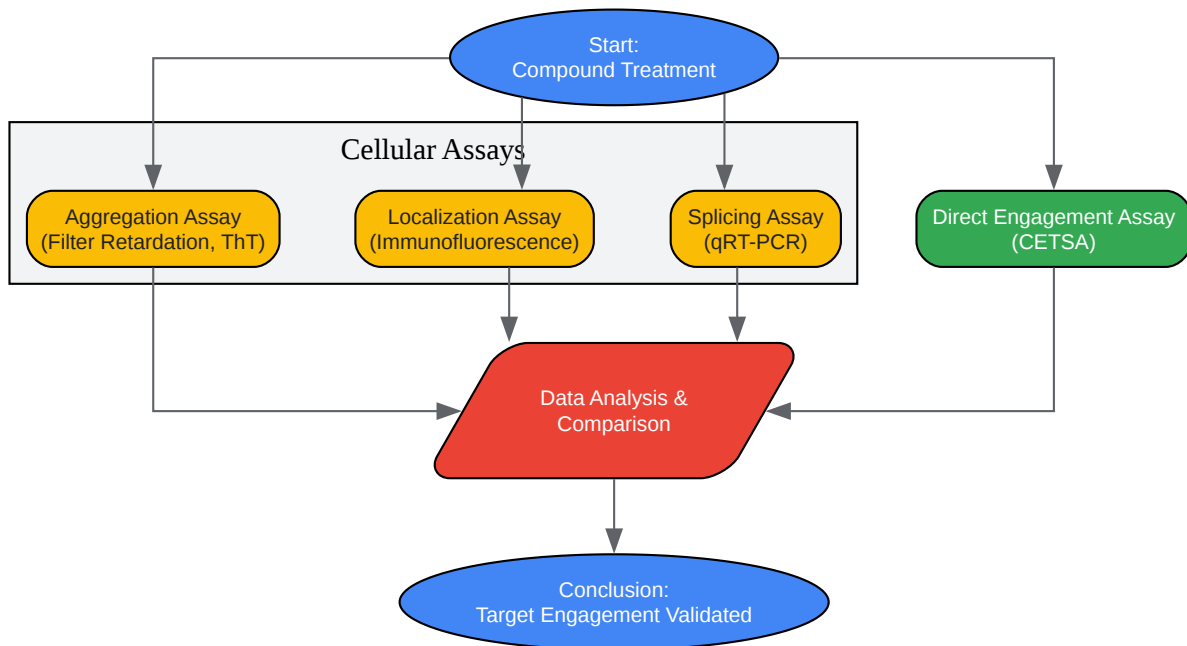 Start:
Compound Treatment
Cellular Assays
Aggregation Assay
(Filter Retardation, ThT)
Localization Assay
(Immunofluorescence)
Splicing Assay
(qRT-PCR)
Direct Engagement Assay
(CETSA)
Data Analysis &
Comparison
Conclusion:
Target Engagement Validated